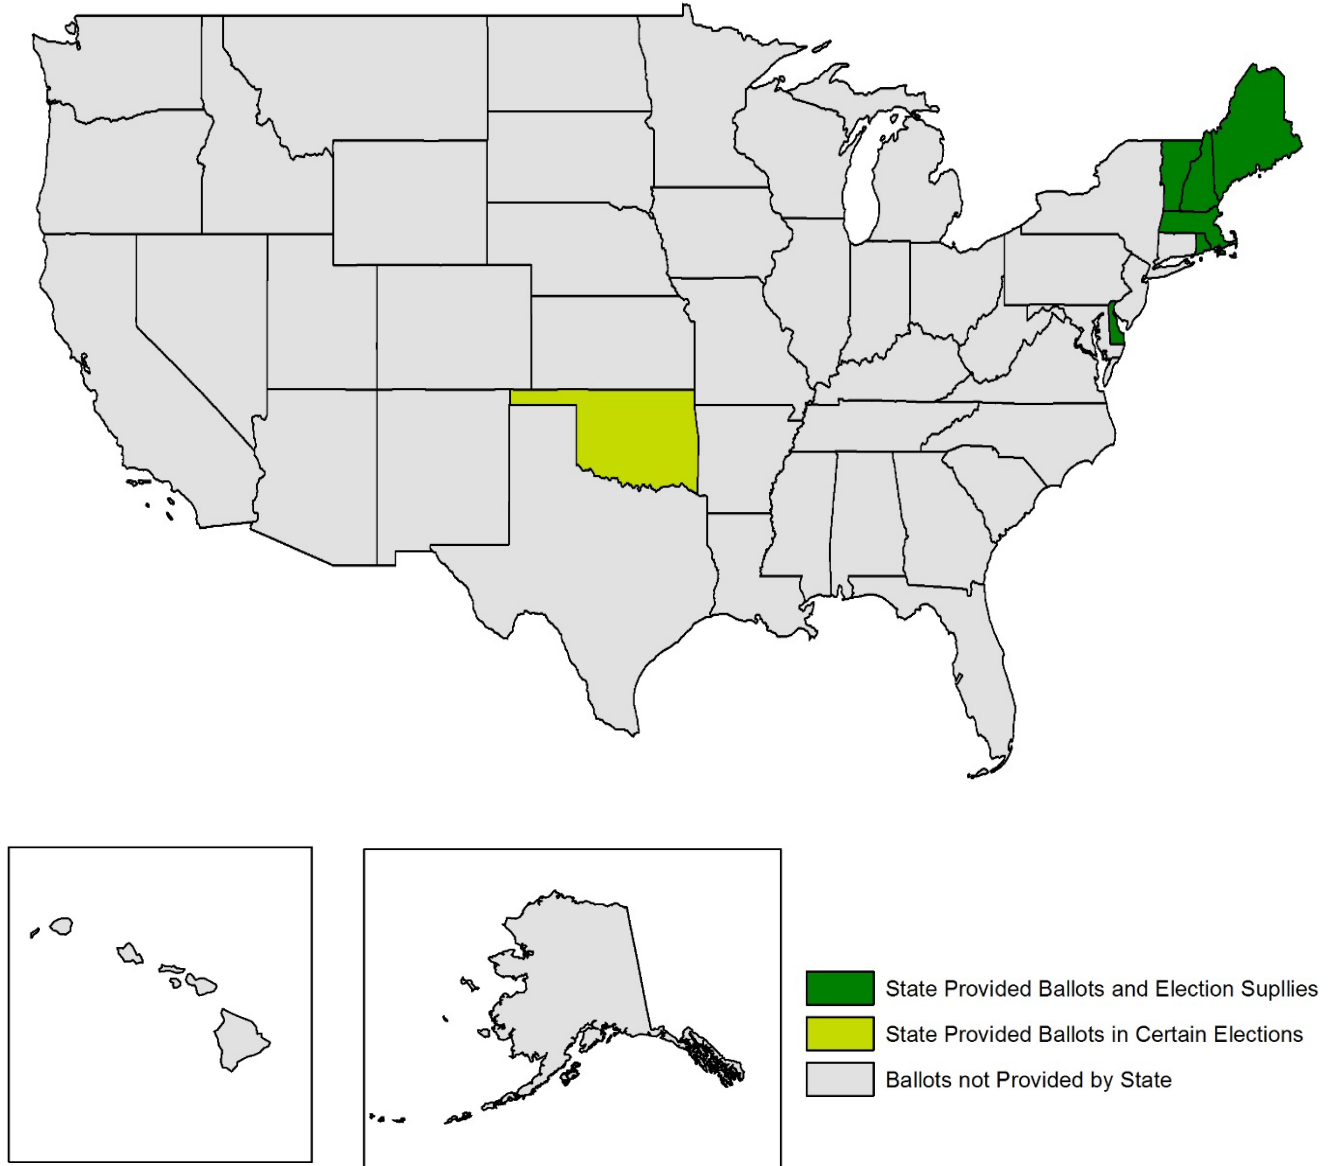 State Provided Ballots and Election Supllies
State Provided Ballots in Certain Elections
Ballots not Provided by State